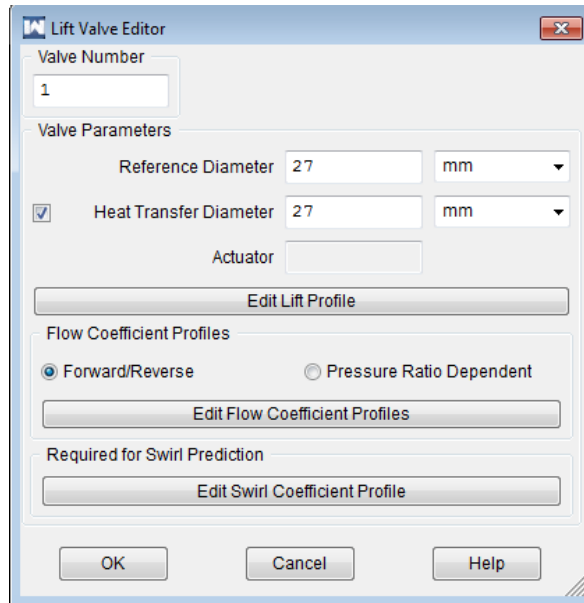 Lift Valve Editor
Valve Number
1
Valve Parameters
Reference Diameter 27 mm
Heat Transfer Diameter 27 mm
Actuator
Edit Lift Profile
Flow Coefficient Profiles
Forward/Reverse Pressure Ratio Dependent
Edit Flow Coefficient Profiles
Required for Swirl Prediction
Edit Swirl Coefficient Profile
OK Cancel Help